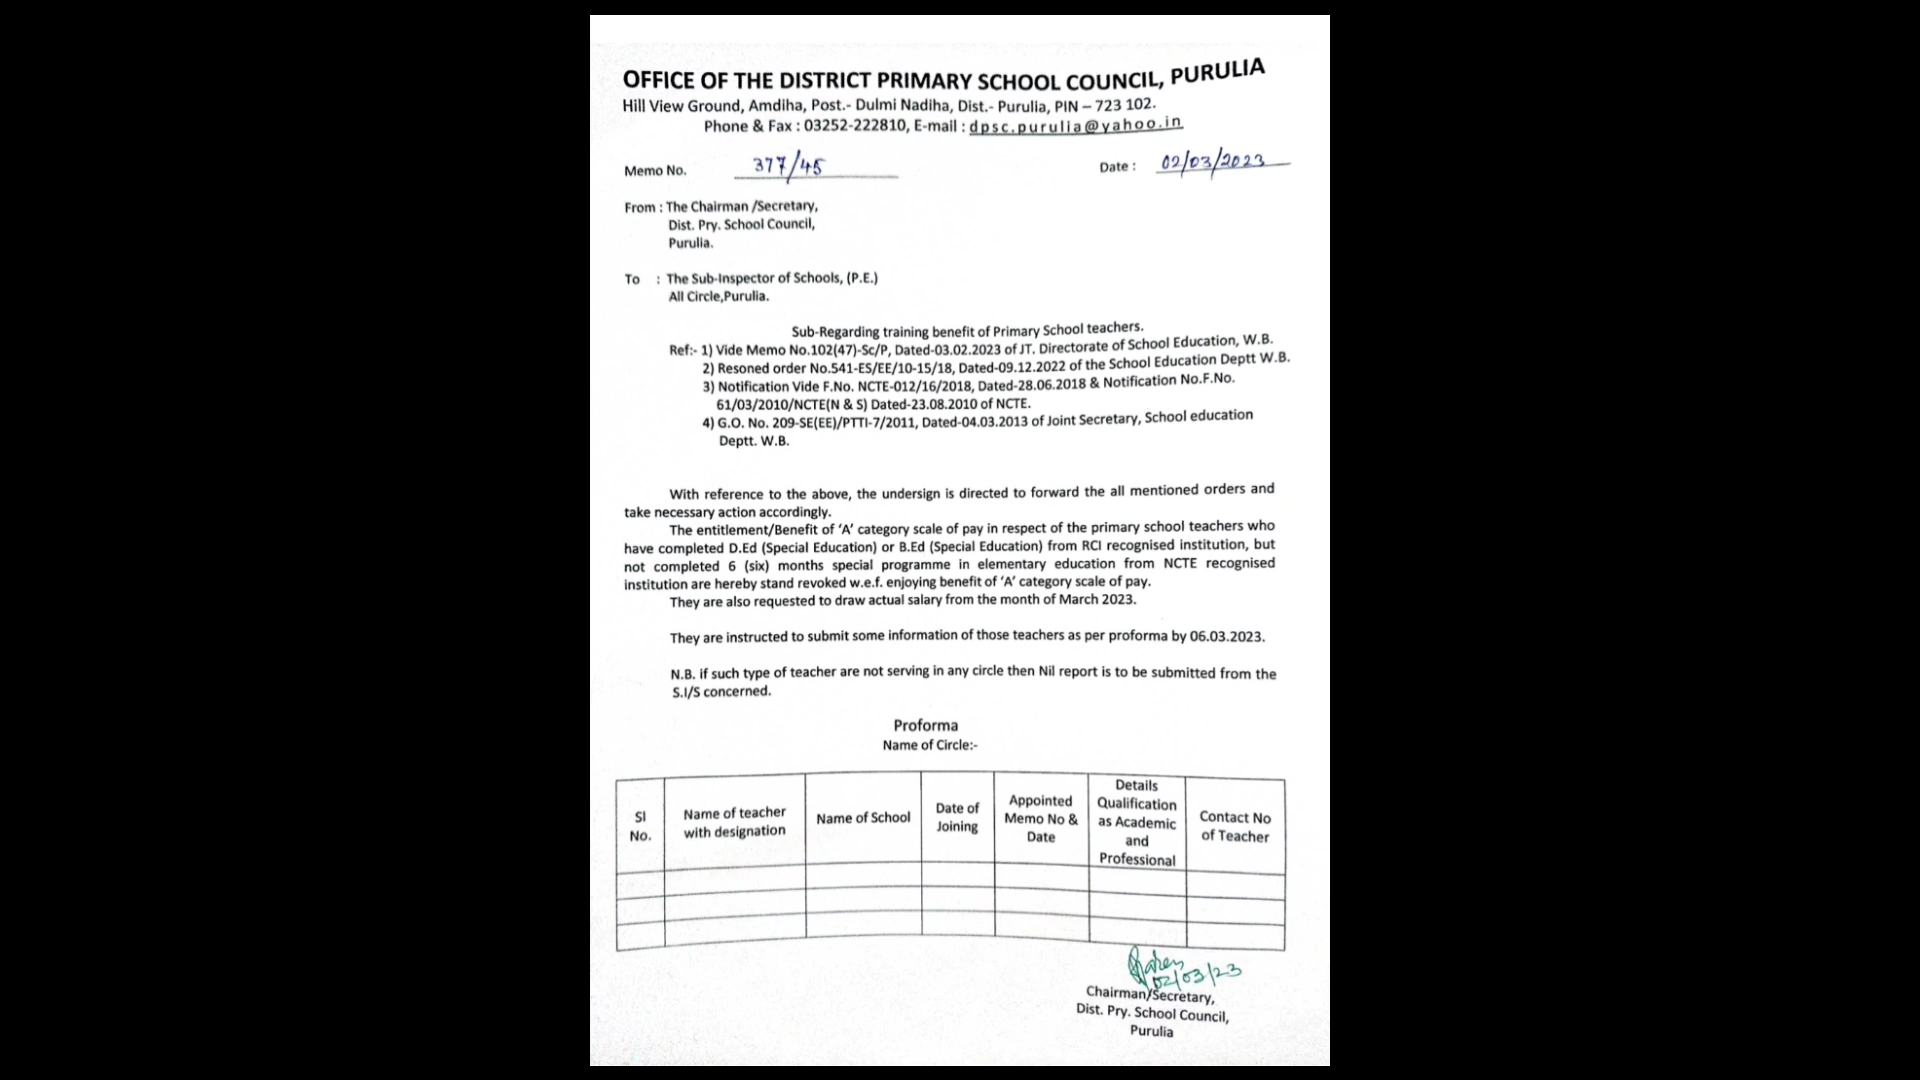 OFFICE OF THE DISTRICT PRIMARY SCHOOL COUNCIL, PURULIA
Hill View Ground, Amdiha, Post.- Dulmi Nadiha, Dist.- Purulia, PIN – 723 102.
Phone & Fax : 03252-222810, E-mail : dpsc.purulia@yahoo.in
Memo No. 377/45 Date : 02/03/2023
From : The Chairman /Secretary,
Dist. Pry. School Council,
Purulia.
To : The Sub-Inspector of Schools, (P.E.)
All Circle,Purulia.
Sub-Regarding training benefit of Primary School teachers.
Ref:- 1) Vide Memo No.102(47)-Sc/P, Dated-03.02.2023 of JT. Directorate of School Education, W.B.
2) Resoned order No.541-ES/EE/10-15/18, Dated-09.12.2022 of the School Education Deptt W.B.
3) Notification Vide F.No. NCTE-012/16/2018, Dated-28.06.2018 & Notification No.F.No.
61/03/2010/NCTE(N & S) Dated-23.08.2010 of NCTE.
4) G.O. No. 209-SE(EE)/PTTI-7/2011, Dated-04.03.2013 of Joint Secretary, School education
Deptt. W.B.
With reference to the above, the undersign is directed to forward the all mentioned orders and
take necessary action accordingly.
The entitlement/Benefit of ‘A’ category scale of pay in respect of the primary school teachers who
have completed D.Ed (Special Education) or B.Ed (Special Education) from RCI recognised institution, but
not completed 6 (six) months special programme in elementary education from NCTE recognised
institution are hereby stand revoked w.e.f. enjoying benefit of ‘A’ category scale of pay.
They are also requested to draw actual salary from the month of March 2023.
They are instructed to submit some information of those teachers as per proforma by 06.03.2023.
N.B. if such type of teacher are not serving in any circle then Nil report is to be submitted from the
S.I/S concerned.
Proforma
Name of Circle:-
Sl
No.
Name of teacher
with designation
Name of School
Date of
Joining
Appointed
Memo No &
Date
Details
Qualification
as Academic
and
Professional
Contact No
of Teacher
02/03/23
Chairman/Secretary,
Dist. Pry. School Council,
Purulia